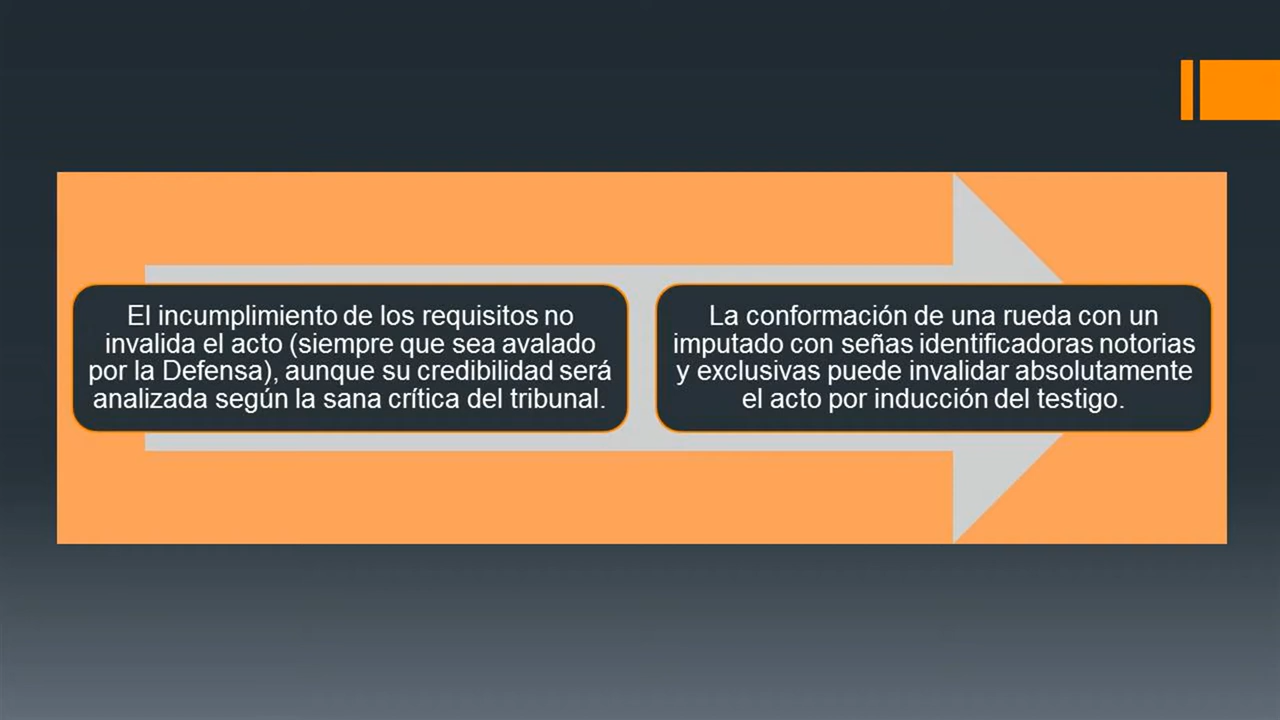 El incumplimiento de los requisitos no
invalida el acto (siempre que sea avalado
por la Defensa), aunque su credibilidad será
analizada según la sana crítica del tribunal.
La conformación de una rueda con un
imputado con señas identificadoras notorias
y exclusivas puede invalidar absolutamente
el acto por inducción del testigo.